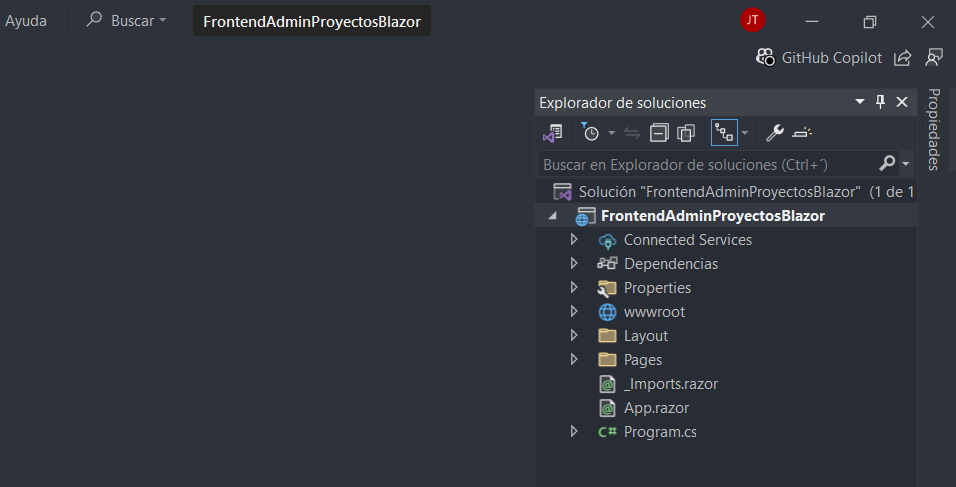 Ayuda Buscar FrontendAdminProyectosBlazor JT
GitHub Copilot
Explorador de soluciones
Propiedades
Buscar en Explorador de soluciones (Ctrl+´)
Solución "FrontendAdminProyectosBlazor" (1 de 1
FrontendAdminProyectosBlazor
Connected Services
Dependencias
Properties
wwwroot
Layout
Pages
_Imports.razor
App.razor
C# Program.cs